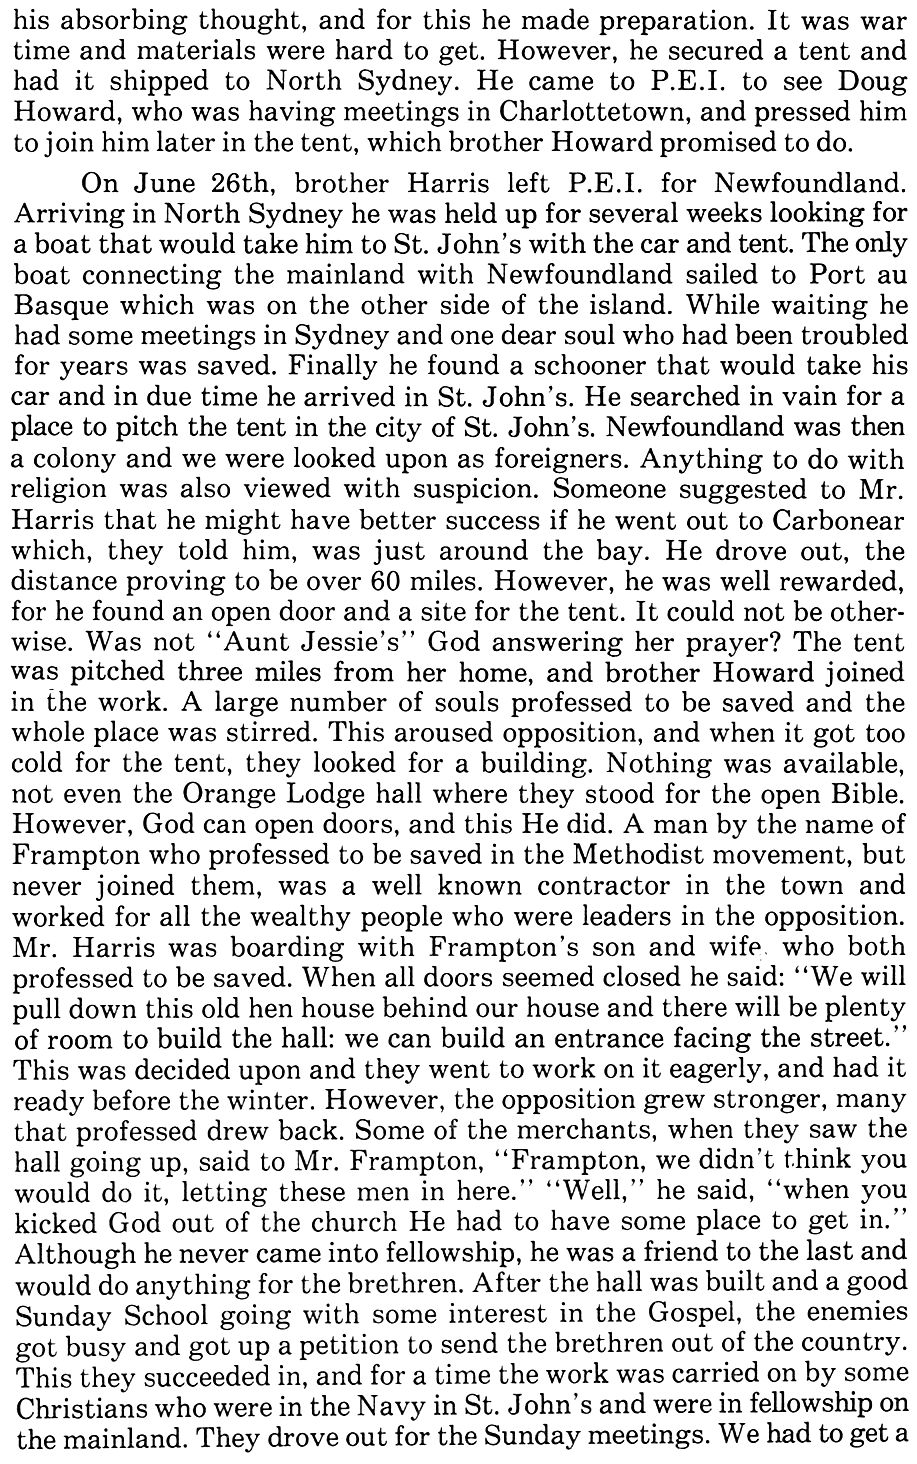 his absorbing thought, and for this he made preparation. It was war
time and materials were hard to get. However, he secured a tent and
had it shipped to North Sydney. He came to P.E.I. to see Doug
Howard, who was having meetings in Charlottetown, and pressed him
to join him later in the tent, which brother Howard promised to do.
On June 26th, brother Harris left P.E.I. for Newfoundland.
Arriving in North Sydney he was held up for several weeks looking for
a boat that would take him to St. John's with the car and tent. The only
boat connecting the mainland with Newfoundland sailed to Port au
Basque which was on the other side of the island. While waiting he
had some meetings in Sydney and one dear soul who had been troubled
for years was saved. Finally he found a schooner that would take his
car and in due time he arrived in St. John's. He searched in vain for a
place to pitch the tent in the city of St. John's. Newfoundland was then
a colony and we were looked upon as foreigners. Anything to do with
religion was also viewed with suspicion. Someone suggested to Mr.
Harris that he might have better success if he went out to Carbonear
which, they told him, was just around the bay. He drove out, the
distance proving to be over 60 miles. However, he was well rewarded,
for he found an open door and a site for the tent. It could not be other-
wise. Was not "Aunt Jessie's" God answering her prayer? The tent
was pitched three miles from her home, and brother Howard joined
in the work. A large number of souls professed to be saved and the
whole place was stirred. This aroused opposition, and when it got too
cold for the tent, they looked for a building. Nothing was available,
not even the Orange Lodge hall where they stood for the open Bible.
However, God can open doors, and this He did. A man by the name of
Frampton who professed to be saved in the Methodist movement, but
never joined them, was a well known contractor in the town and
worked for all the wealthy people who were leaders in the opposition.
Mr. Harris was boarding with Frampton's son and wife, who both
professed to be saved. When all doors seemed closed he said: "We will
pull down this old hen house behind our house and there will be plenty
of room to build the hall: we can build an entrance facing the street."
This was decided upon and they went to work on it eagerly, and had it
ready before the winter. However, the opposition grew stronger, many
that professed drew back. Some of the merchants, when they saw the
hall going up, said to Mr. Frampton, "Frampton, we didn't think you
would do it, letting these men in here." "Well," he said, "when you
kicked God out of the church He had to have some place to get in."
Although he never came into fellowship, he was a friend to the last and
would do anything for the brethren. After the hall was built and a good
Sunday School going with some interest in the Gospel, the enemies
got busy and got up a petition to send the brethren out of the country.
This they succeeded in, and for a time the work was carried on by some
Christians who were in the Navy in St. John's and were in fellowship on
the mainland. They drove out for the Sunday meetings. We had to get a